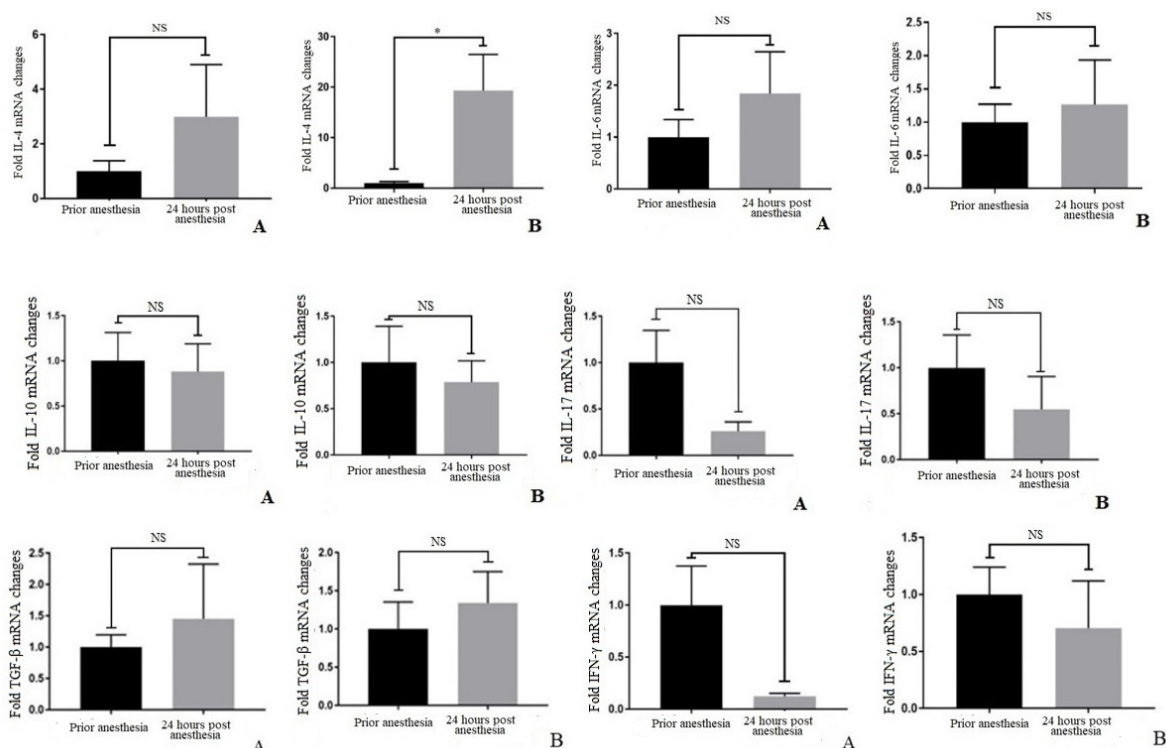 Fold IL-4 mRNA changes
6
4
2
0
NS
Prior anesthesia
24 hours post
anesthesia
A
Fold IL-4 mRNA changes
30
20
10
0
*
Prior anesthesia
24 hours post
anesthesia
B
Fold IL-6 mRNA changes
3
2
1
0
NS
Prior anesthesia
24 hours post
anesthesia
A
Fold IL-6 mRNA changes
2.5
2.0
1.5
1.0
0.5
0.0
NS
Prior anesthesia
24 hours post
anesthesia
B
Fold IL-10 mRNA changes
1.5
1.0
0.5
0.0
NS
Prior anesthesia
24 hours post
anesthesia
A
Fold IL-10 mRNA changes
1.5
1.0
0.5
0.0
NS
Prior anesthesia
24 hours post
anesthesia
B
Fold IL-17 mRNA changes
1.5
1.0
0.5
0.0
NS
Prior anesthesia
24 hours post
anesthesia
A
Fold IL-17 mRNA changes
1.5
1.0
0.5
0.0
NS
Prior anesthesia
24 hours post
anesthesia
B
Fold TGF-β mRNA changes
2.5
2.0
1.5
1.0
0.5
0.0
NS
Prior anesthesia
24 hours post
anesthesia
A
Fold TGF-β mRNA changes
2.0
1.5
1.0
0.5
0.0
NS
Prior anesthesia
24 hours post
anesthesia
B
Fold IFN-γ mRNA changes
1.5
1.0
0.5
0.0
NS
Prior anesthesia
24 hours post
anesthesia
A
Fold IFN-γ mRNA changes
1.5
1.0
0.5
0.0
NS
Prior anesthesia
24 hours post
anesthesia
B